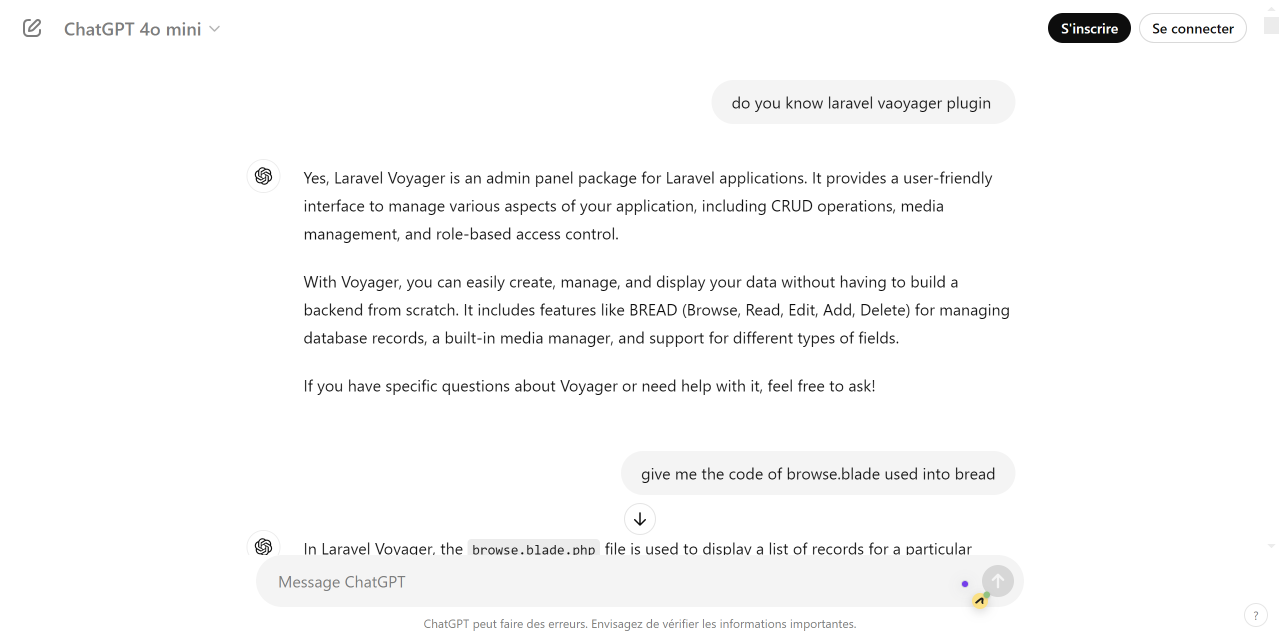 ChatGPT 4o mini
S'inscrire
Se connecter
do you know laravel vaoyager plugin
Yes, Laravel Voyager is an admin panel package for Laravel applications. It provides a user-friendly
interface to manage various aspects of your application, including CRUD operations, media
management, and role-based access control.
With Voyager, you can easily create, manage, and display your data without having to build a
backend from scratch. It includes features like BREAD (Browse, Read, Edit, Add, Delete) for managing
database records, a built-in media manager, and support for different types of fields.
If you have specific questions about Voyager or need help with it, feel free to ask!
give me the code of browse.blade used into bread
In Laravel Voyager, the browse.blade.php file is used to display a list of records for a particular
Message ChatGPT
ChatGPT peut faire des erreurs. Envisagez de vérifier les informations importantes.
?